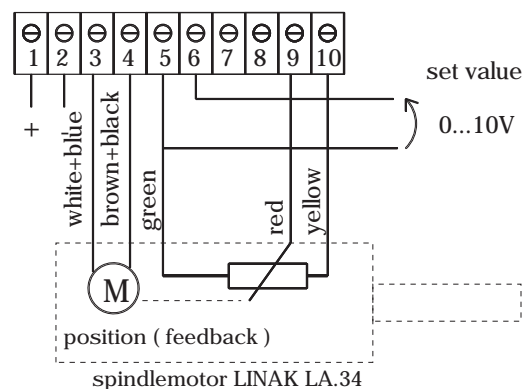 1 2 3 4 5 6 7 8 9 10
set value
0...10V
+
white+blue
brown+black
green
red
yellow
M
position ( feedback )
spindlemotor LINAK LA.34